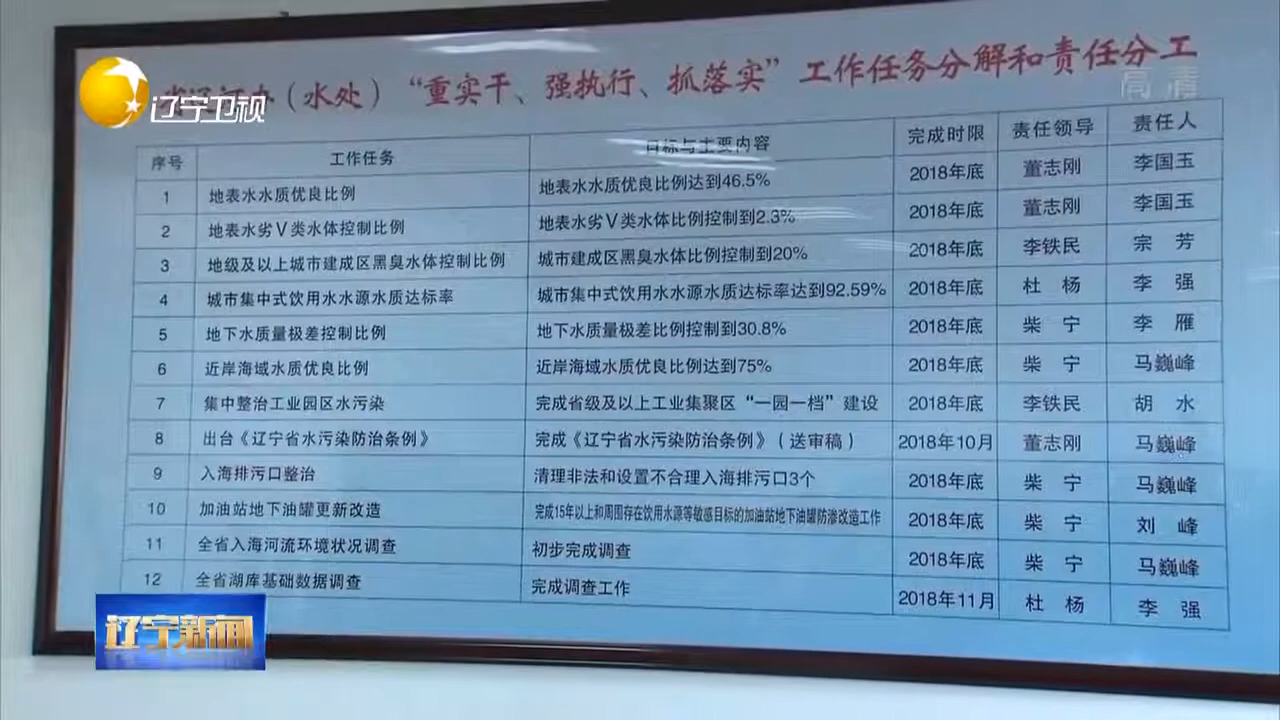 省辽河办（水处）“重实干、强执行、抓落实”工作任务分解和责任分工
辽宁卫视
高清
序号 工作任务 目标与主要内容 完成时限 责任领导 责任人
1 地表水水质优良比例 地表水水质优良比例达到46.5% 2018年底 董志刚 李国玉
2 地表水劣Ⅴ类水体控制比例 地表水劣Ⅴ类水体比例控制到2.3% 2018年底 董志刚 李国玉
3 地级及以上城市建成区黑臭水体控制比例 城市建成区黑臭水体比例控制到20% 2018年底 李铁民 宗芳
4 城市集中式饮用水水源水质达标率 城市集中式饮用水水源水质达标率达到92.59% 2018年底 杜杨 李强
5 地下水质量极差控制比例 地下水质量极差比例控制到30.8% 2018年底 柴宁 李雁
6 近岸海域水质优良比例 近岸海域水质优良比例达到75% 2018年底 柴宁 马巍峰
7 集中整治工业园区水污染 完成省级及以上工业集聚区“一园一档”建设 2018年底 李铁民 胡水
8 出台《辽宁省水污染防治条例》 完成《辽宁省水污染防治条例》（送审稿） 2018年10月 董志刚 马巍峰
9 入海排污口整治 清理非法和设置不合理入海排污口3个 2018年底 柴宁 马巍峰
10 加油站地下油罐更新改造 完成15年以上和周围存在饮用水源等敏感目标的加油站地下油罐防渗改造工作 2018年底 柴宁 刘峰
11 全省入海河流环境状况调查 初步完成调查 2018年底 柴宁 马巍峰
12 全省湖库基础数据调查 完成调查工作 2018年11月 杜杨 李强
辽宁新闻